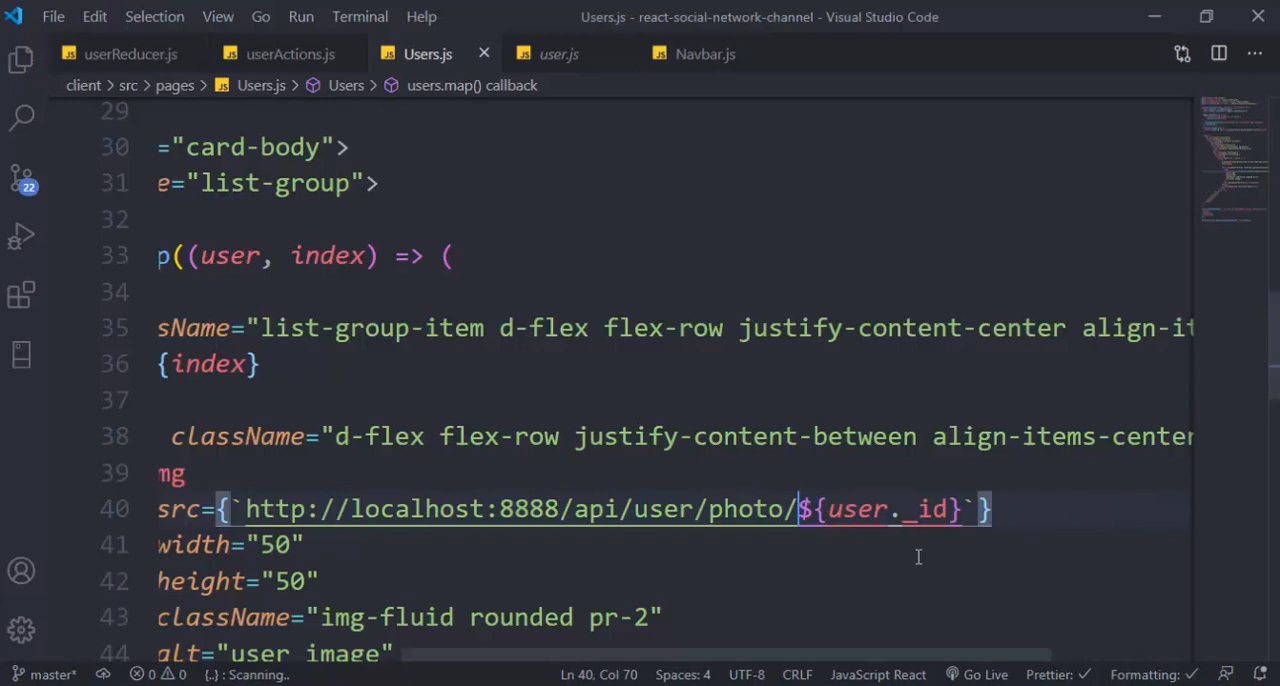 File Edit Selection View Go Run Terminal Help Users.js - react-social-network-channel - Visual Studio Code
JS userReducer.js JS userActions.js JS Users.js JS user.js JS Navbar.js
client > src > pages > JS Users.js > Users > users.map() callback
29
30 ="card-body">
31 e="list-group">
32
33 p((user, index) => (
34
35 sName="list-group-item d-flex flex-row justify-content-center align-it
36 {index}
37
38 className="d-flex flex-row justify-content-between align-items-center
39 mg
40 src={`http://localhost:8888/api/user/photo/${user._id}`}
41 width="50"
42 height="50"
43 className="img-fluid rounded pr-2"
44 alt="user image"
22
master* 0 0 {..} : Scanning.. Ln 40, Col 70 Spaces: 4 UTF-8 CRLF JavaScript React Go Live Prettier: ✓ Formatting: ✓